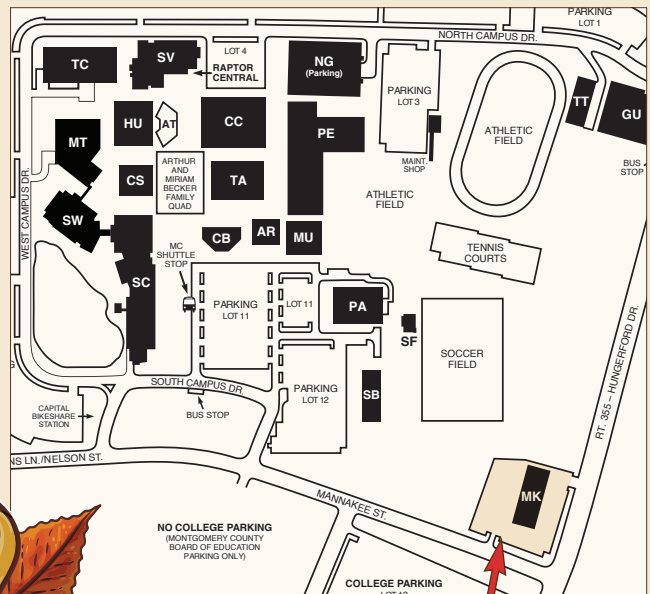 PARKING
LOT 1
NORTH CAMPUS DR.
TC
SV
LOT 4
RAPTOR
CENTRAL
NG
(Parking)
PARKING
LOT 3
TT
GU
BUS
STOP
MT
HU
AT
CC
PE
ATHLETIC
FIELD
MAINT.
SHOP
WEST CAMPUS DR.
CS
ARTHUR
AND
MIRIAM
BECKER
FAMILY
QUAD
TA
ATHLETIC
FIELD
SW
CB
AR
MU
TENNIS
COURTS
MC
SHUTTLE
STOP
SC
PARKING
LOT 11
LOT 11
PA
SF
SOCCER
FIELD
RT. 355 – HUNGERFORD DR.
SOUTH CAMPUS DR.
PARKING
LOT 12
SB
CAPITAL
BIKESHARE
STATION
BUS STOP
NS LN./NELSON ST.
MANNAKEE ST.
MK
NO COLLEGE PARKING
(MONTGOMERY COUNTY
BOARD OF EDUCATION
PARKING ONLY)
COLLEGE PARKING